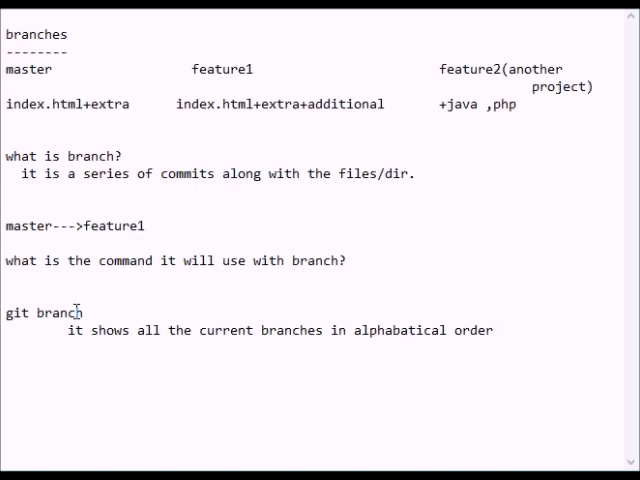 branches
--------
master feature1 feature2(another
project)
index.html+extra index.html+extra+additional +java ,php
what is branch?
it is a series of commits along with the files/dir.
master--->feature1
what is the command it will use with branch?
git branch
it shows all the current branches in alphabatical order